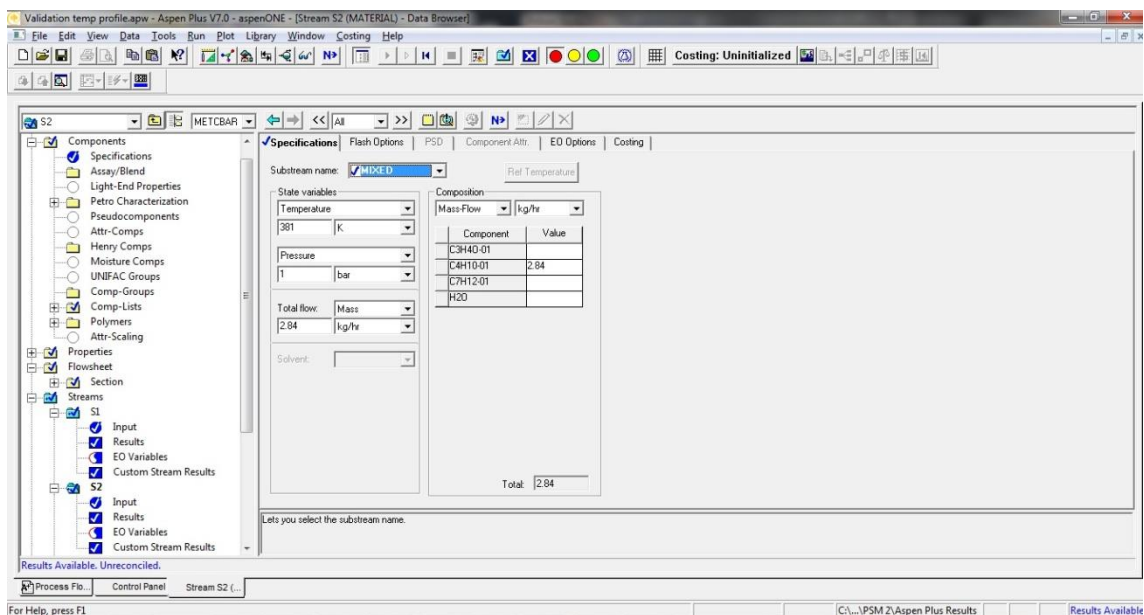 Validation temp profile.apw - Aspen Plus V7.0 - aspenONE - [Stream S2 (MATERIAL) - Data Browser]
File Edit View Data Tools Run Plot Library Window Costing Help
N> Costing: Uninitialized
S2 METCBAR << All >> N>
Components
Specifications
Assay/Blend
Light-End Properties
Petro Characterization
Pseudocomponents
Attr-Comps
Henry Comps
Moisture Comps
UNIFAC Groups
Comp-Groups
Comp-Lists
Polymers
Attr-Scaling
Properties
Flowsheet
Section
Streams
S1
Input
Results
EO Variables
Custom Stream Results
S2
Input
Results
EO Variables
Custom Stream Results
Specifications Flash Options PSD Component Attr. EO Options Costing
Substream name: MIXED Ref Temperature
State variables
Temperature
381 K
Pressure
1 bar
Total flow: Mass
2.84 kg/hr
Solvent:
Composition
Mass-Flow kg/hr
Component Value
C3H4O-01
C4H10-01 2.84
C7H12-01
H2O
Total: 2.84
Lets you select the substream name.
Results Available. Unreconciled.
Process Flo... Control Panel Stream S2 (...
For Help, press F1 C:\...\PSM 2\Aspen Plus Results Results Available